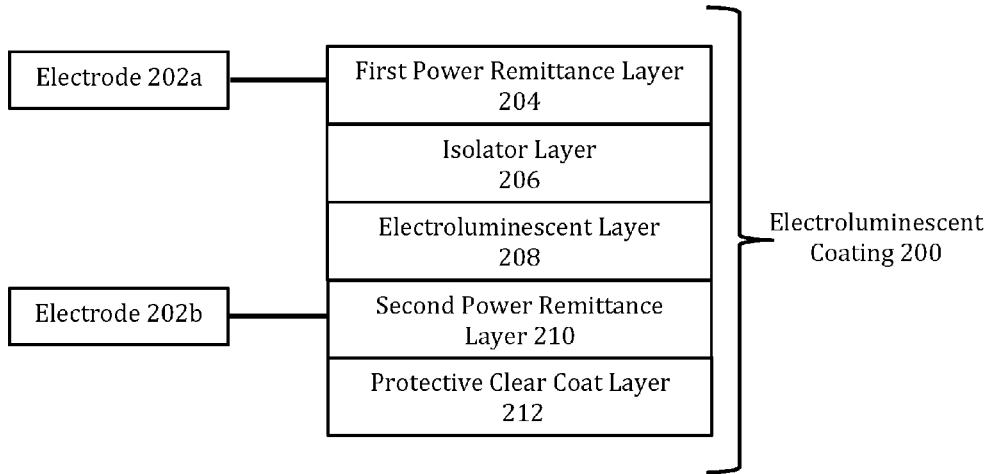 Electrode 202a
First Power Remittance Layer
204
Isolator Layer
206
Electroluminescent Layer
208
Electroluminescent
Coating 200
Electrode 202b
Second Power Remittance
Layer 210
Protective Clear Coat Layer
212